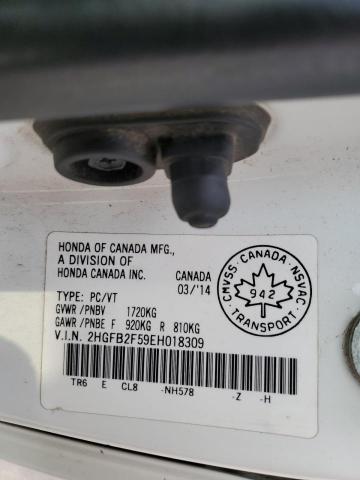 HONDA OF CANADA MFG.,
A DIVISION OF
HONDA CANADA INC. CANADA
03/'14
TYPE: PC/VT
GVWR/PNBV 1720KG
GAWR/PNBE F 920KG R 810KG
V.I.N. 2HGFB2F59EH018309
TR6 E CL8 -NH578 -Z -H
CMVSS · CANADA · NSVAC
942
TRANSPORT